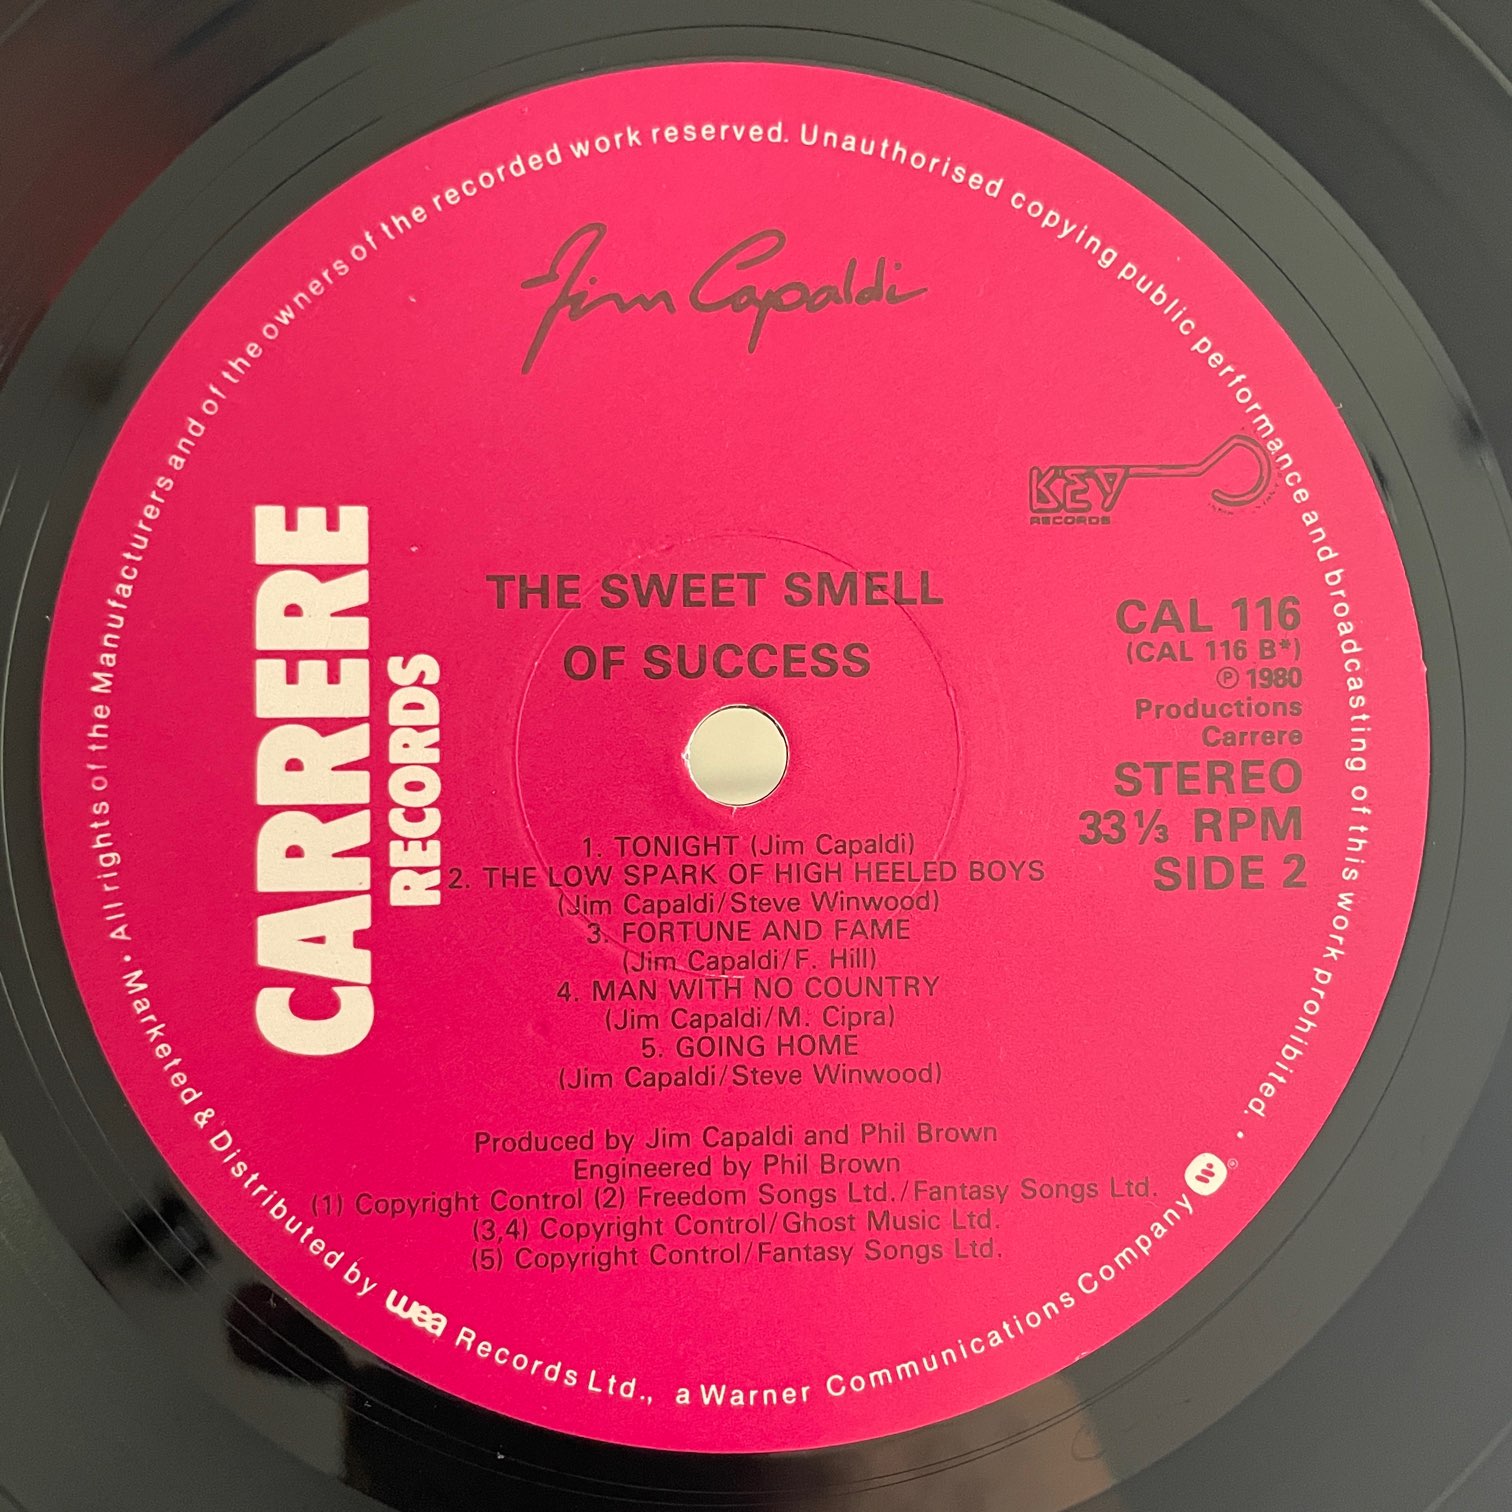 All rights of the Manufacturers and of the owners of the recorded work reserved. Unauthorised copying public performance and broadcasting of this work prohibited.
Jim Capaldi
KEY
RECORDS
CARRERE
RECORDS
THE SWEET SMELL
OF SUCCESS
CAL 116
(CAL 116 B*)
℗ 1980
Productions
Carrere
STEREO
33⅓ RPM
SIDE 2
1. TONIGHT (Jim Capaldi)
2. THE LOW SPARK OF HIGH HEELED BOYS
(Jim Capaldi/Steve Winwood)
3. FORTUNE AND FAME
(Jim Capaldi/F. Hill)
4. MAN WITH NO COUNTRY
(Jim Capaldi/M. Cipra)
5. GOING HOME
(Jim Capaldi/Steve Winwood)
Produced by Jim Capaldi and Phil Brown
Engineered by Phil Brown
(1) Copyright Control (2) Freedom Songs Ltd./Fantasy Songs Ltd.
(3,4) Copyright Control/Ghost Music Ltd.
(5) Copyright Control/Fantasy Songs Ltd.
• Marketed & Distributed by wea Records Ltd., a Warner Communications Company ® •